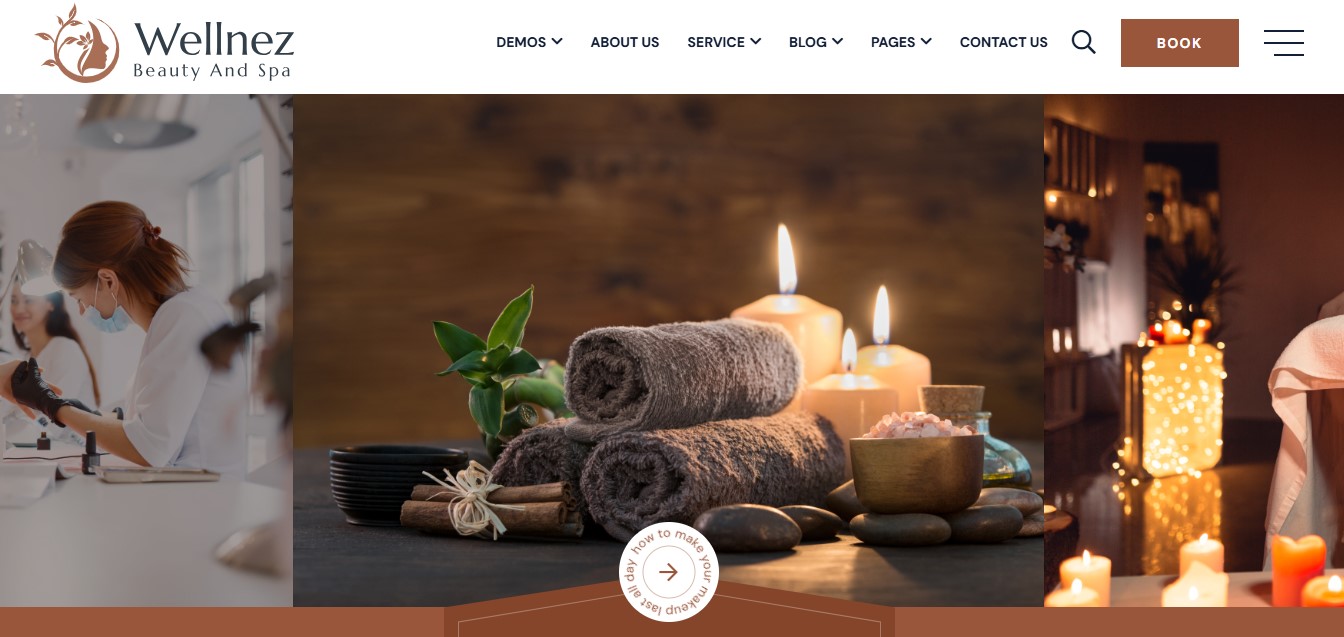 Wellnez
Beauty And Spa
DEMOS
ABOUT US
SERVICE
BLOG
PAGES
CONTACT US
BOOK
how to make your makeup last all day